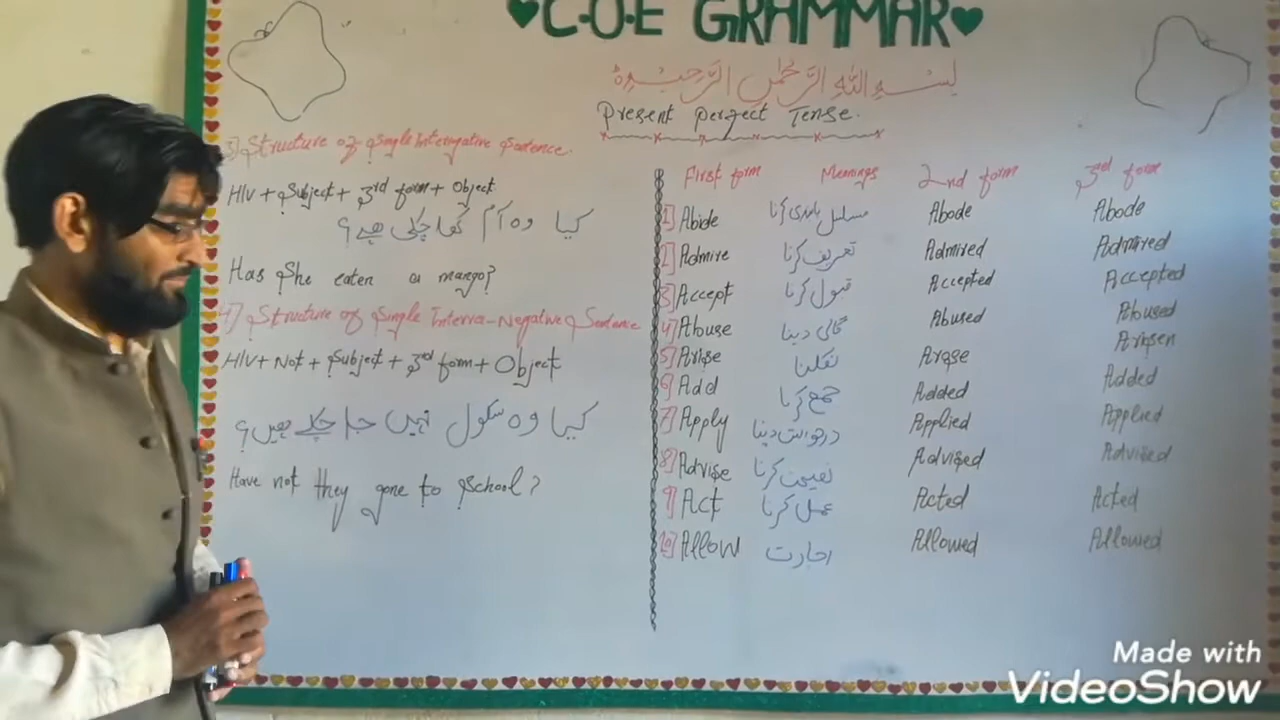 C.O.E GRAMMAR
بسم اللہ الرحمٰن الرحیم
Present Perfect Tense.
3) Structure of Single Interrogative Sentence.
H/V + Subject + 3rd form + Object
کیا وہ آم کھا چکی ہے؟
Has She eaten a mango?
4) Structure of Single Interra-Negative Sentence
H/V + Not + Subject + 3rd form + Object
کیا وہ سکول نہیں جا چکے ہیں؟
Have not they gone to School?
First form Meanings 2nd form 3rd form
1] Abide مسلسل پابندی کرنا Abode Abode
2] Admire تعریف کرنا Admired Admired
3] Accept قبول کرنا Accepted Accepted
4] Abuse گالی دینا Abused Abused
5] Arise نکلنا Arose Arisen
6] Add جمع کرنا Added Added
7] Apply درخواست دینا Applied Applied
8] Advise نصیحت کرنا Advised Advised
9] Act عمل کرنا Acted Acted
10] Allow اجازت Allowed Allowed
Made with
VideoShow